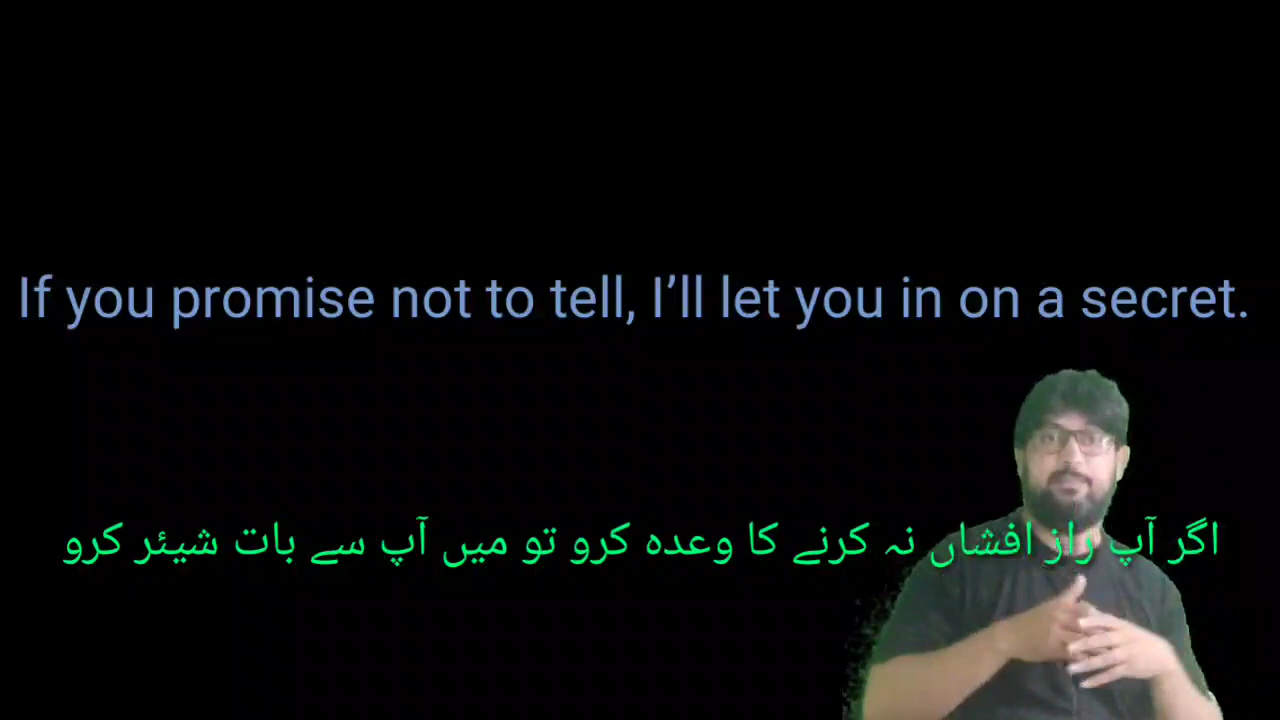 If you promise not to tell, I’ll let you in on a secret.
اگر آپ راز افشاں نہ کرنے کا وعدہ کرو تو میں آپ سے بات شیئر کرو